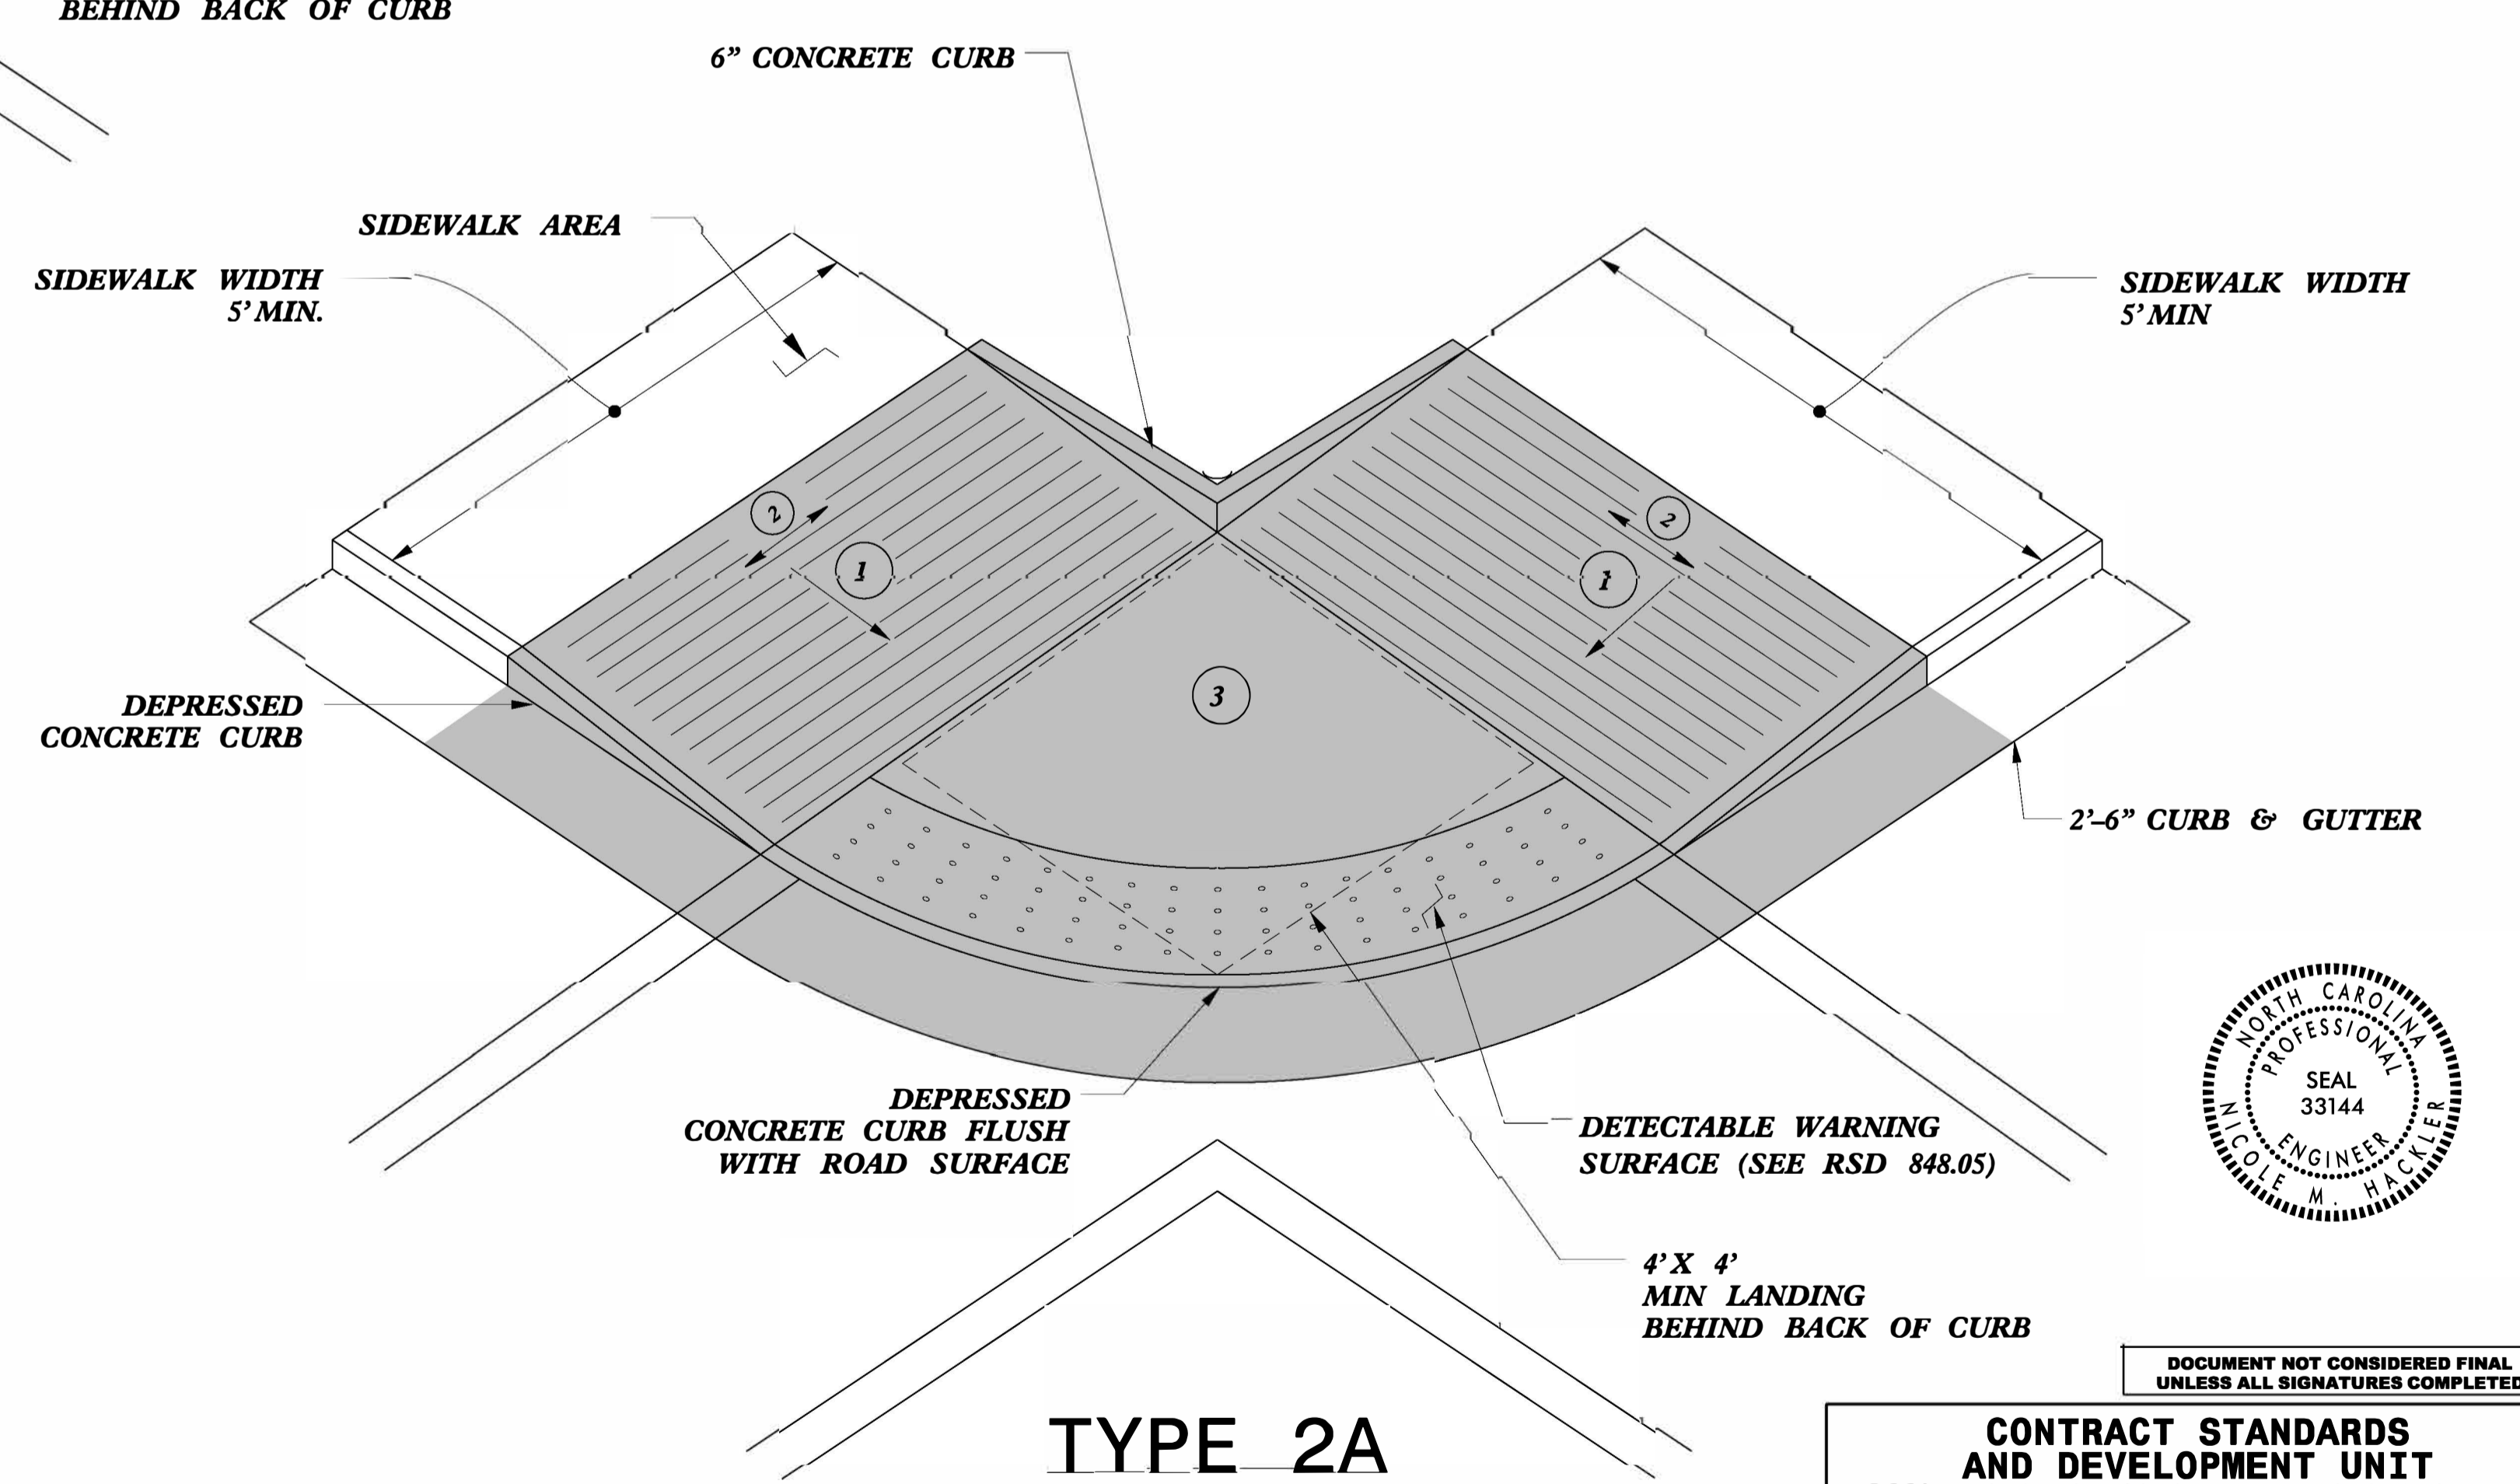 BEHIND BACK OF CURB
6” CONCRETE CURB
SIDEWALK AREA
SIDEWALK WIDTH
5’ MIN.
SIDEWALK WIDTH
5’ MIN
2
1
2
1
3
DEPRESSED
CONCRETE CURB
2’–6” CURB & GUTTER
DEPRESSED
CONCRETE CURB FLUSH
WITH ROAD SURFACE
DETECTABLE WARNING
SURFACE (SEE RSD 848.05)
4’ X 4’
MIN LANDING
BEHIND BACK OF CURB
NORTH CAROLINA
PROFESSIONAL
SEAL
33144
ENGINEER
NICOLE M. HACKLER
DOCUMENT NOT CONSIDERED FINAL
UNLESS ALL SIGNATURES COMPLETED
TYPE 2A
CONTRACT STANDARDS
AND DEVELOPMENT UNIT